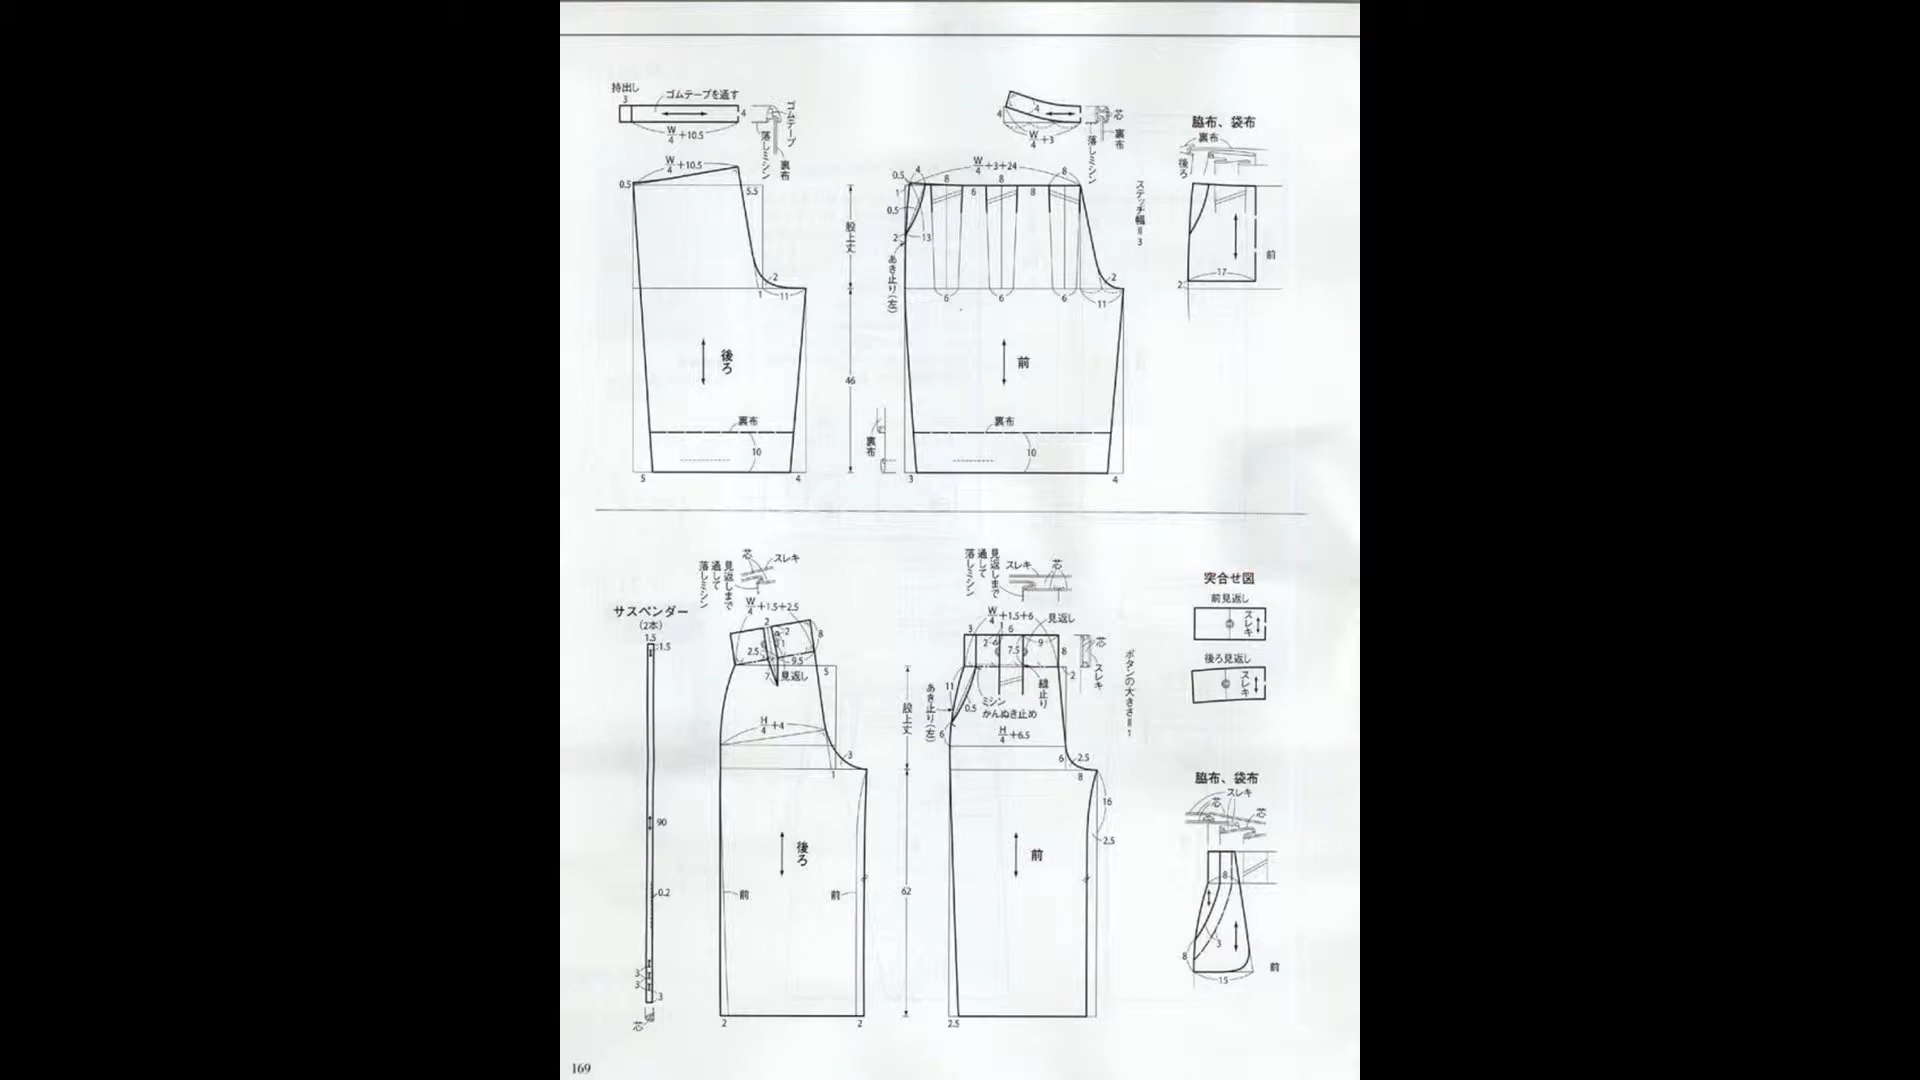 持出し
3
ゴムテープを通す
4
W/4+10.5
ゴムテープ
落しミシン
裏布
W/4+10.5
0.5
5.5
2
1
11
後ろ
裏布
10
5
4
股上丈
46
4
4
W/4+3
芯
裏布
落しミシン
W/4+3+24
0.5
4
8
8
8
1
6
8
0.5
2
13
あき止り(左)
6
6
6
2
11
前
裏布
裏布
10
3
4
ステッチ幅=3
脇布、袋布
裏布
後ろ
前
17
2
サスペンダー
(2本)
1.5
1.5
90
0.2
3
3
3
芯
芯
スレキ
見返しまで
通して
落しミシン
W/4+1.5+2.5
2
2
1
8
2.5
9.5
7
見返し
5
H/4+4
3
1
後ろ
前
前
2
2
股上丈
62
見返しまで
通して
落しミシン
スレキ
芯
W/4+1.5+6
見返し
3
1
6
2
9
7.5
8
2
芯
スレキ
11
0.5
ミシン
かんぬき止め
縫止り
あき止り(左)
6
H/4+6.5
6
2.5
8
16
2.5
前
2.5
ボタンの大きさ=1
突合せ図
前見返し
スレキ
後ろ見返し
スレキ
脇布、袋布
スレキ
芯
芯
8
3
8
15
前
169